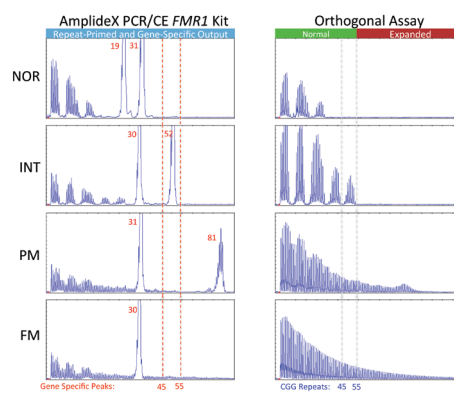 AmplideX PCR/CE FMR1 Kit
Repeat-Primed and Gene-Specific Output
Orthogonal Assay
Normal Expanded
NOR
19 31
INT
30 52
PM
31 81
FM
30
Gene Specific Peaks: 45 55
CGG Repeats: 45 55